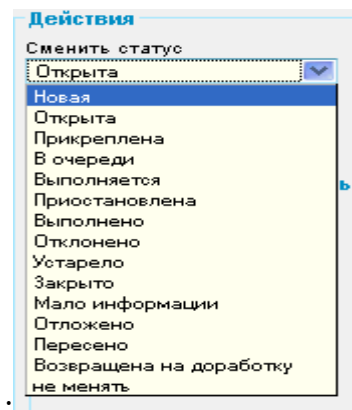 Действия
Сменить статус
Открыта
Новая
Открыта
Прикреплена
В очереди
Выполняется
ь
Приостановлена
Выполнено
Отклонено
Устарело
Закрыто
Мало информации
Отложено
Пересено
Возвращена на доработку
не менять
.